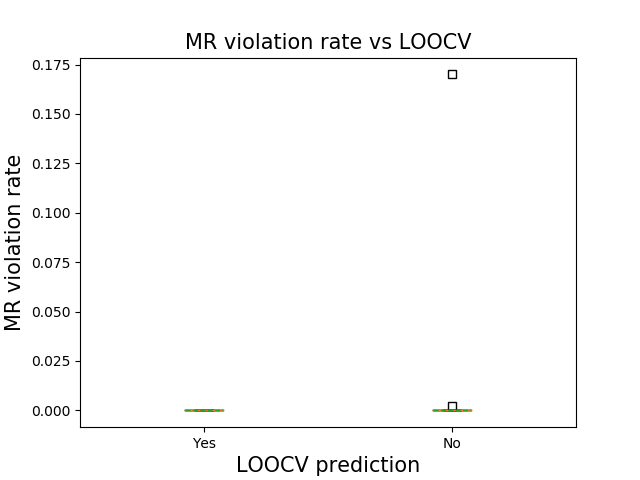 MR violation rate vs LOOCV
0.175
0.150
0.125
0.100
0.075
0.050
0.025
0.000
MR violation rate
Yes No
LOOCV prediction